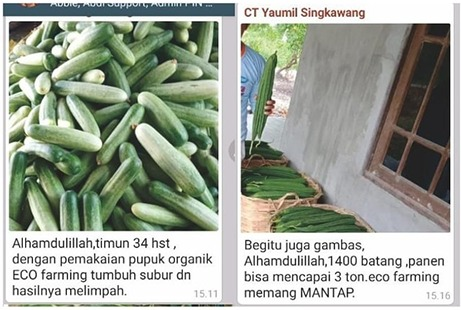 Abbie, Adul Support, Admin PIN ...
Alhamdulillah,timun 34 hst ,
dengan pemakaian pupuk organik
ECO farming tumbuh subur dn
hasilnya melimpah.
15.11
CT Yaumil Singkawang
Begitu juga gambas,
Alhamdulillah,1400 batang ,panen
bisa mencapai 3 ton.eco farming
memang MANTAP.
15.16